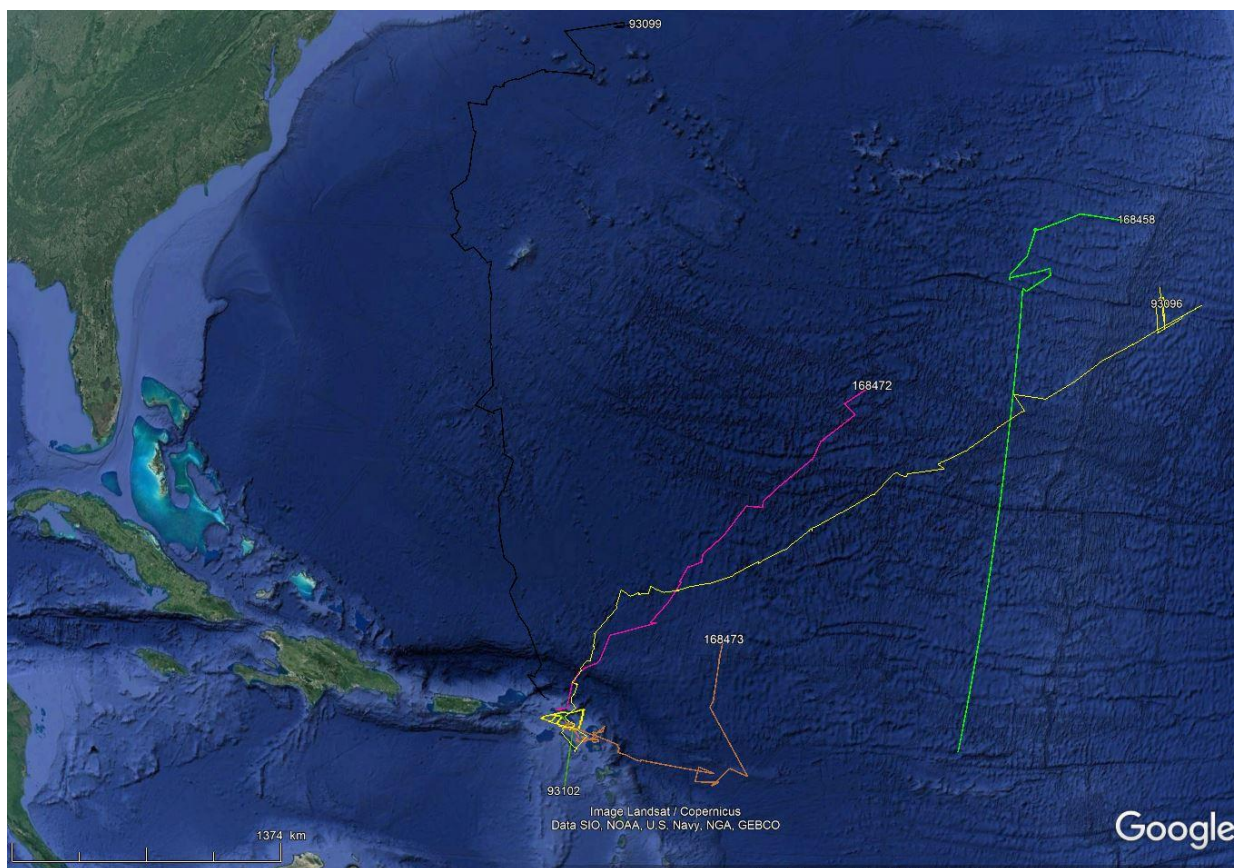 93099
168458
93096
168472
168473
93102
Image Landsat / Copernicus
Data SIO, NOAA, U.S. Navy, NGA, GEBCO
1374 km
Google